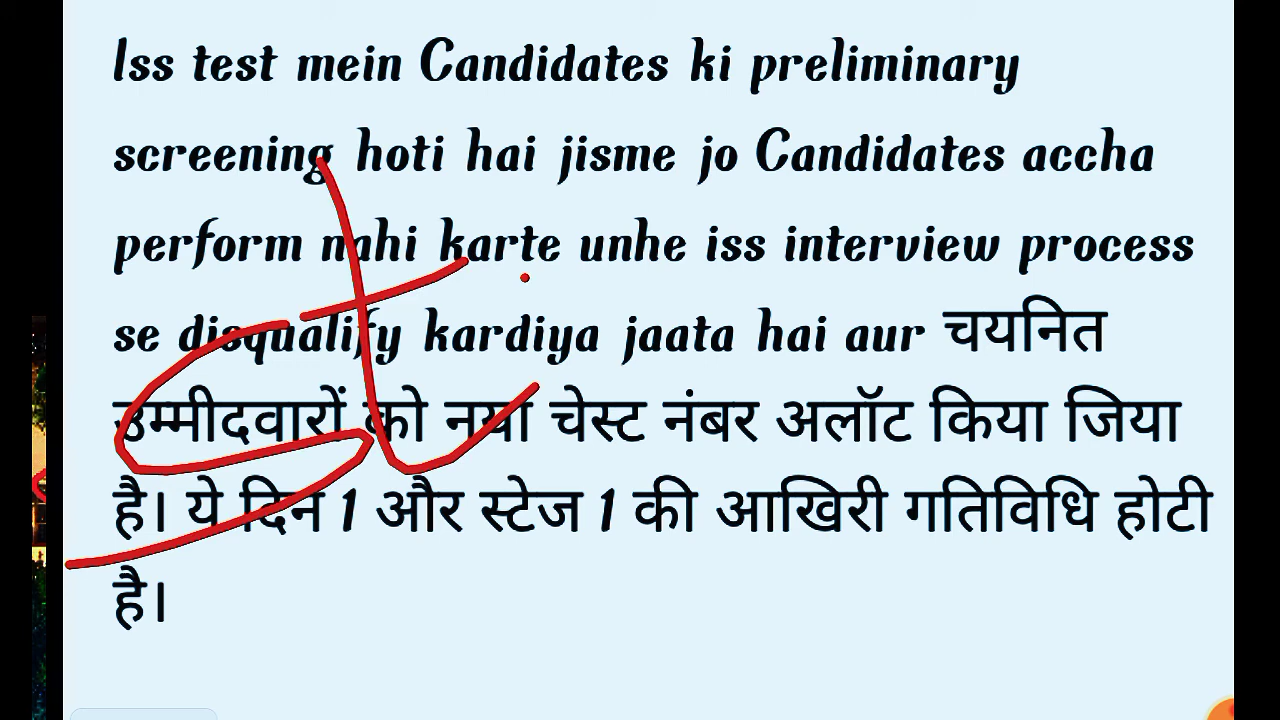 Iss test mein Candidates ki preliminary
screening hoti hai jisme jo Candidates accha
perform nahi karte unhe iss interview process
se disqualify kardiya jaata hai aur चयनित
उम्मीदवारों को नया चेस्ट नंबर अलॉट किया जिया
है। ये दिन 1 और स्टेज 1 की आखिरी गतिविधि होटी
है।